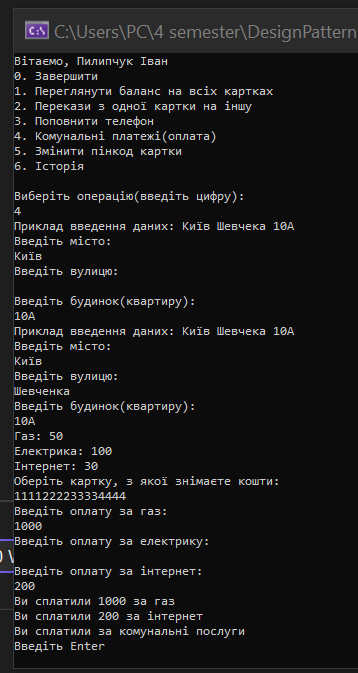 C:\Users\PC\4 semester\DesignPattern
Вітаємо, Пилипчук Іван
0. Завершити
1. Переглянути баланс на всіх картках
2. Перекази з одної картки на іншу
3. Поповнити телефон
4. Комунальні платежі(оплата)
5. Змінити пінкод картки
6. Історія
Виберіть операцію(введіть цифру):
4
Приклад введення даних: Київ Шевчека 10А
Введіть місто:
Київ
Введіть вулицю:
Введіть будинок(квартиру):
10А
Приклад введення даних: Київ Шевчека 10А
Введіть місто:
Київ
Введіть вулицю:
Шевченка
Введіть будинок(квартиру):
10А
Газ: 50
Електрика: 100
Інтернет: 30
Оберіть картку, з якої знімаєте кошти:
1111222233334444
Введіть оплату за газ:
1000
Введіть оплату за електрику:
Введіть оплату за інтернет:
200
Ви сплатили 1000 за газ
Ви сплатили 200 за інтернет
Ви сплатили за комунальні послуги
Введіть Enter